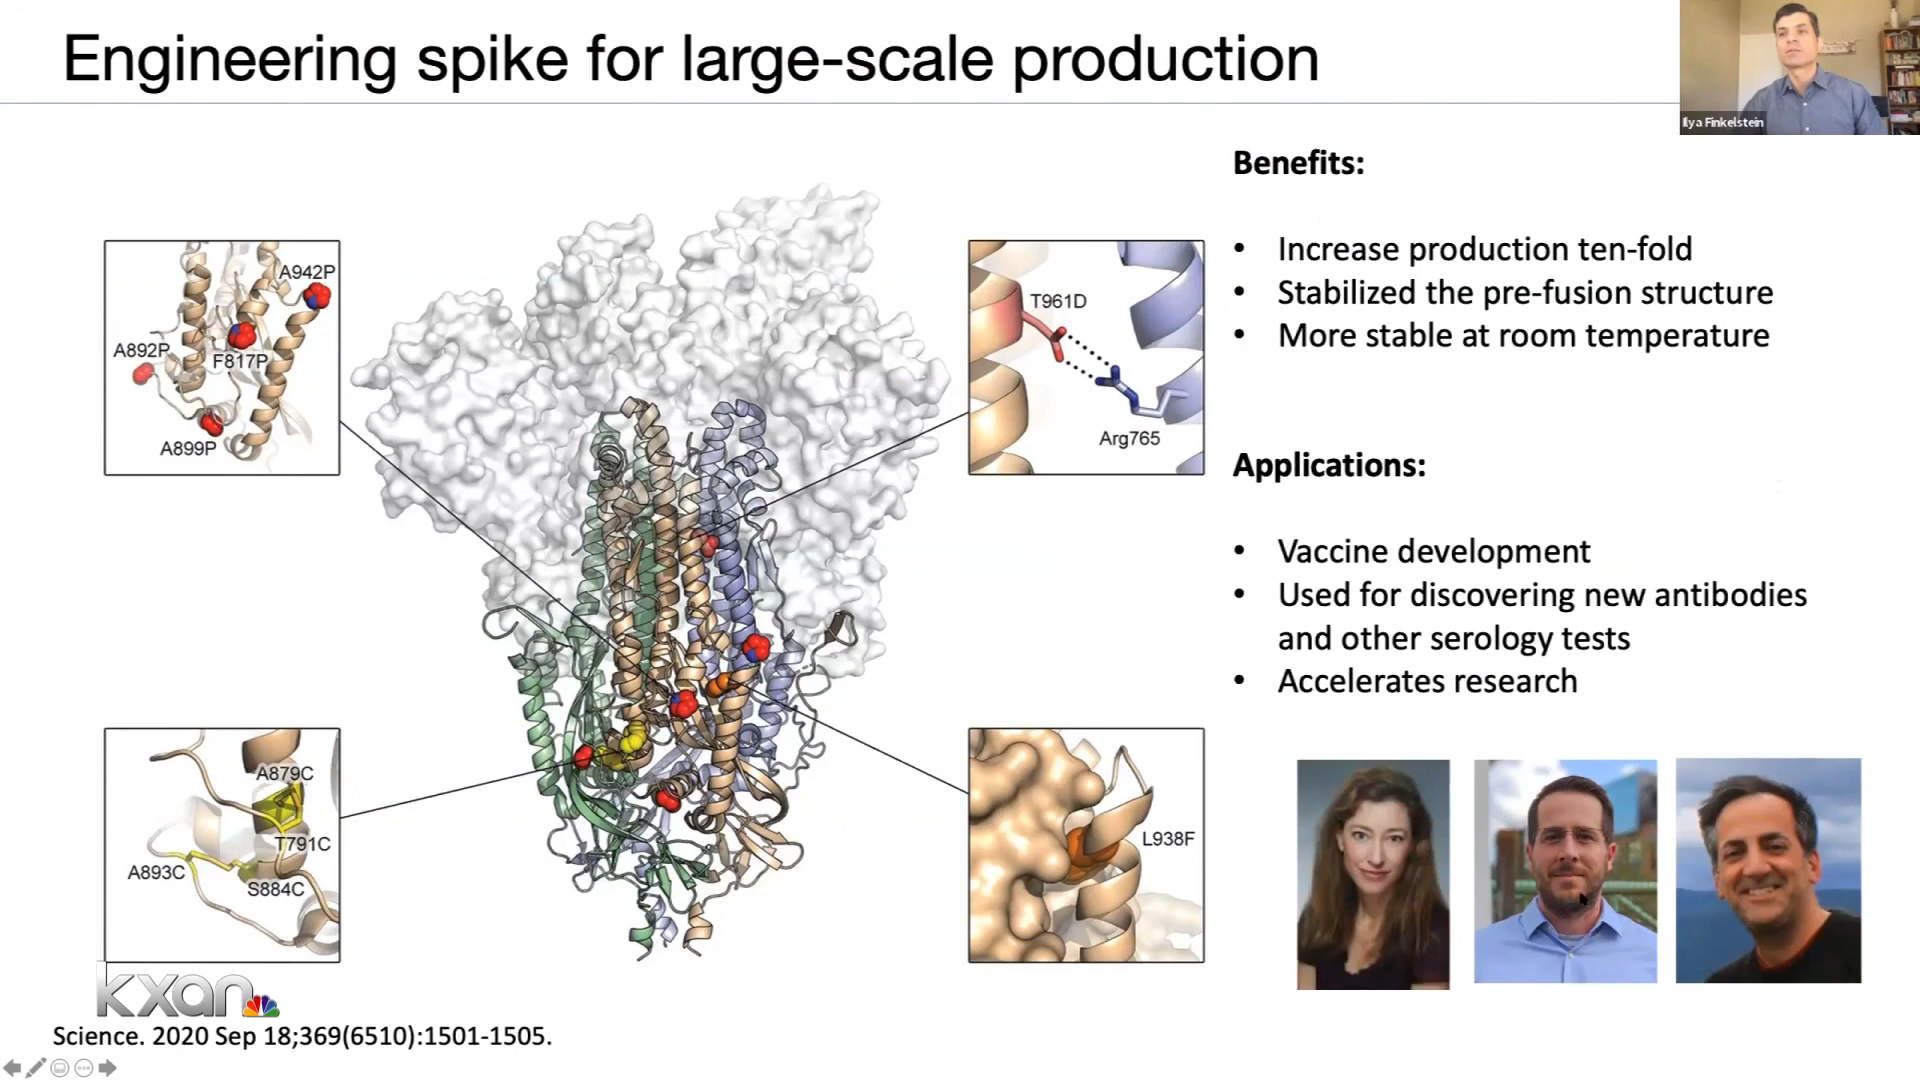 Engineering spike for large-scale production
Ilya Finkelstein
Benefits:
• Increase production ten-fold
• Stabilized the pre-fusion structure
• More stable at room temperature
Applications:
• Vaccine development
• Used for discovering new antibodies
and other serology tests
• Accelerates research
A942P
A892P
F817P
A899P
T961D
Arg765
A879C
T791C
A893C
S884C
L938F
kxan
Science. 2020 Sep 18;369(6510):1501-1505.